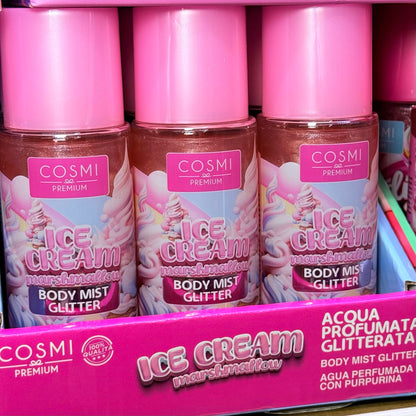 COSMI
PREMIUM
ICE
CREAM
marshmallow
BODY MIST
GLITTER
COSMI
PREMIUM
ICE
CREAM
marshmallow
BODY MIST
GLITTER
COSMI
PREMIUM
ICE
CREAM
marshmallow
BODY MIST
GLITTER
COSMI
PREMIUM
100%
QUALITÀ
ICE CREAM
marshmallow
ACQUA
PROFUMATA
GLITTERATA
BODY MIST GLITTER
AGUA PERFUMADA
CON PURPURINA